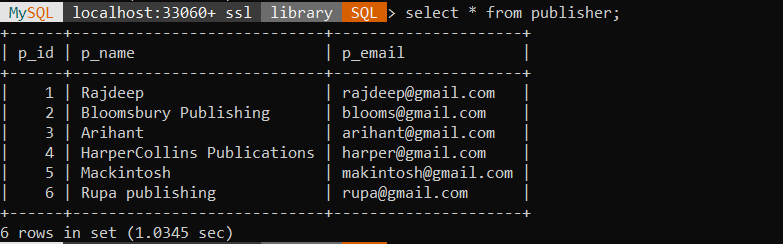 MySQL localhost:33060+ ssl library SQL > select * from publisher;
+------+---------------------------+---------------------+
| p_id | p_name                    | p_email             |
+------+---------------------------+---------------------+
|    1 | Rajdeep                   | rajdeep@gmail.com   |
|    2 | Bloomsbury Publishing     | blooms@gmail.com    |
|    3 | Arihant                   | arihant@gmail.com   |
|    4 | HarperCollins Publications | harper@gmail.com    |
|    5 | Mackintosh                | makintosh@gmail.com |
|    6 | Rupa publishing           | rupa@gmail.com      |
+------+---------------------------+---------------------+
6 rows in set (1.0345 sec)